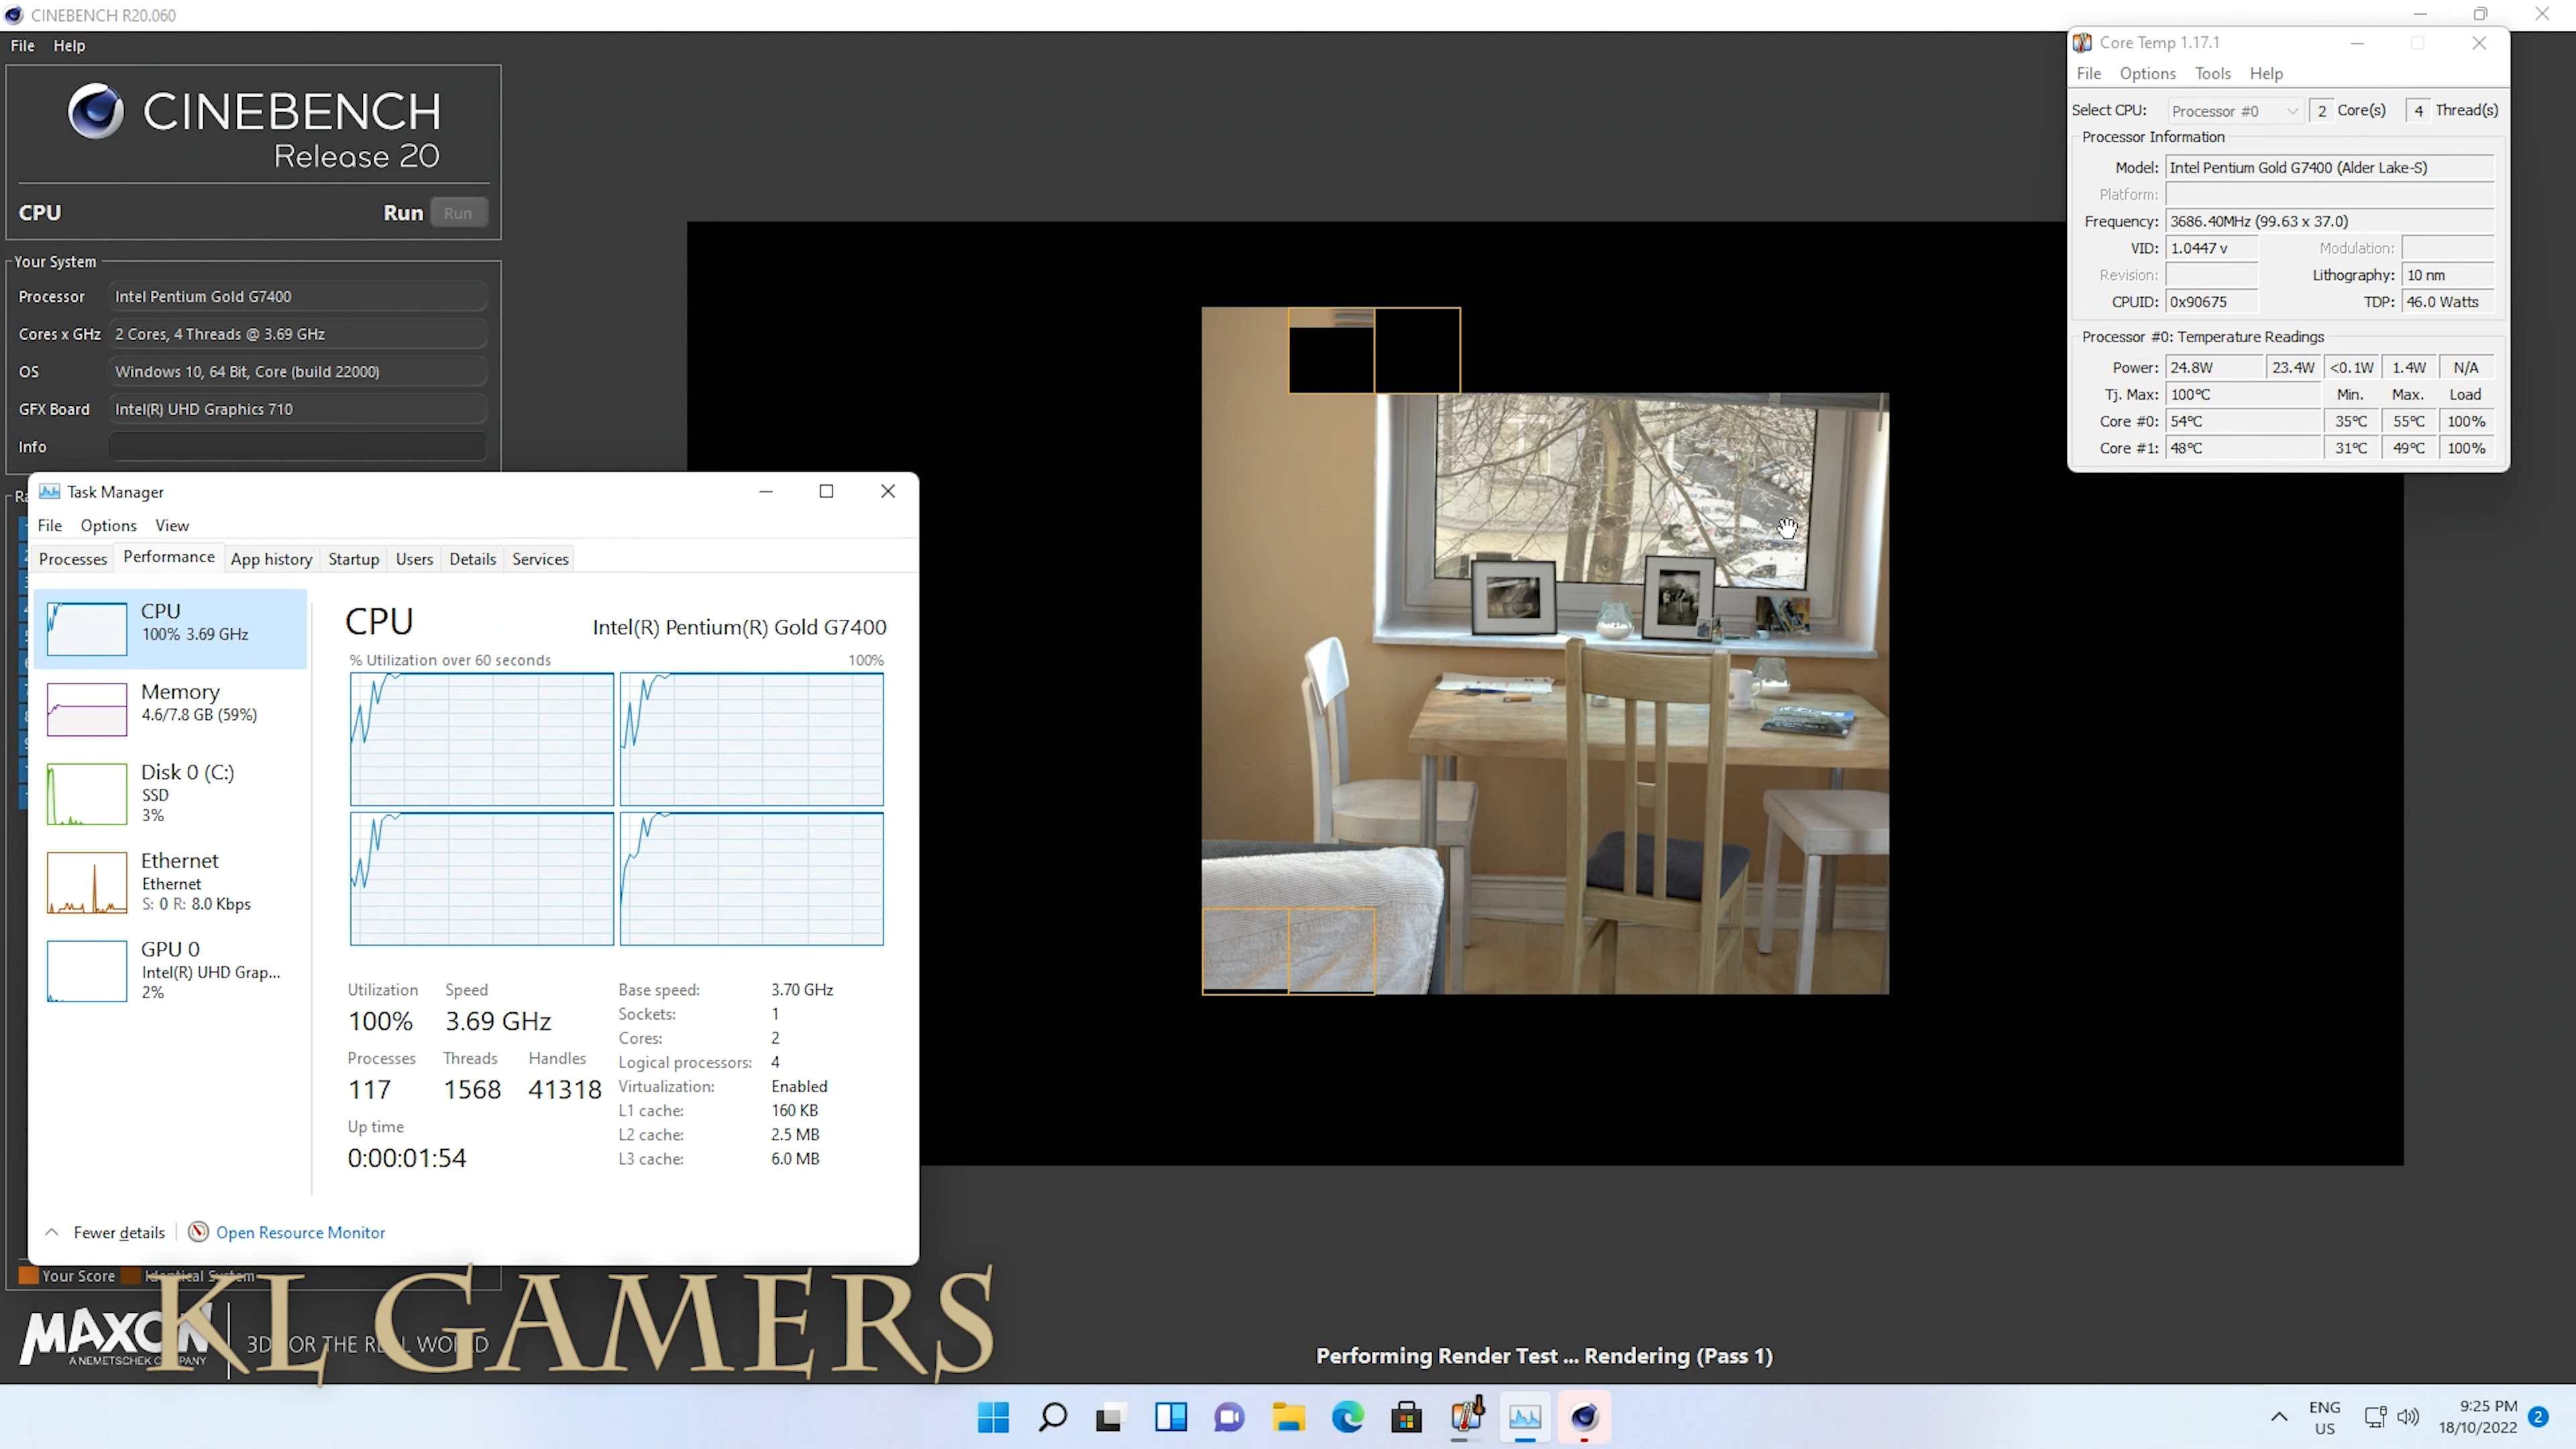 CINEBENCH R20.060
File Help
CINEBENCH
Release 20
CPU Run Run
Your System
Processor Intel Pentium Gold G7400
Cores x GHz 2 Cores, 4 Threads @ 3.69 GHz
OS Windows 10, 64 Bit, Core (build 22000)
GFX Board Intel(R) UHD Graphics 710
Info
Task Manager
File Options View
Processes Performance App history Startup Users Details Services
CPU
100% 3.69 GHz
Memory
4.6/7.8 GB (59%)
Disk 0 (C:)
SSD
3%
Ethernet
Ethernet
S: 0 R: 8.0 Kbps
GPU 0
Intel(R) UHD Grap...
2%
CPU Intel(R) Pentium(R) Gold G7400
% Utilization over 60 seconds 100%
Utilization Speed
100% 3.69 GHz
Processes Threads Handles
117 1568 41318
Up time
0:00:01:54
Base speed: 3.70 GHz
Sockets: 1
Cores: 2
Logical processors: 4
Virtualization: Enabled
L1 cache: 160 KB
L2 cache: 2.5 MB
L3 cache: 6.0 MB
Fewer details Open Resource Monitor
Your Score Identical System
MAXON
A NEMETSCHEK COMPANY
3D FOR THE REAL WORLD
KL GAMERS
Performing Render Test ... Rendering (Pass 1)
Core Temp 1.17.1
File Options Tools Help
Select CPU: Processor #0 2 Core(s) 4 Thread(s)
Processor Information
Model: Intel Pentium Gold G7400 (Alder Lake-S)
Platform:
Frequency: 3686.40MHz (99.63 x 37.0)
VID: 1.0447 v Modulation:
Revision: Lithography: 10 nm
CPUID: 0x90675 TDP: 46.0 Watts
Processor #0: Temperature Readings
Power: 24.8W 23.4W <0.1W 1.4W N/A
Tj. Max: 100°C Min. Max. Load
Core #0: 54°C 35°C 55°C 100%
Core #1: 48°C 31°C 49°C 100%
ENG
US
9:25 PM
18/10/2022
2